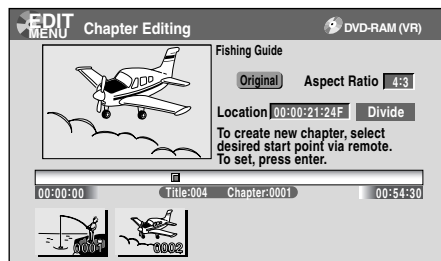 EDIT
MENU Chapter Editing DVD-RAM (VR)
Fishing Guide
Original Aspect Ratio 4:3
Location 00:00:21:24F Divide
To create new chapter, select
desired start point via remote.
To set, press enter.
00:00:00 Title:004 Chapter:0001 00:54:30
0001 0002